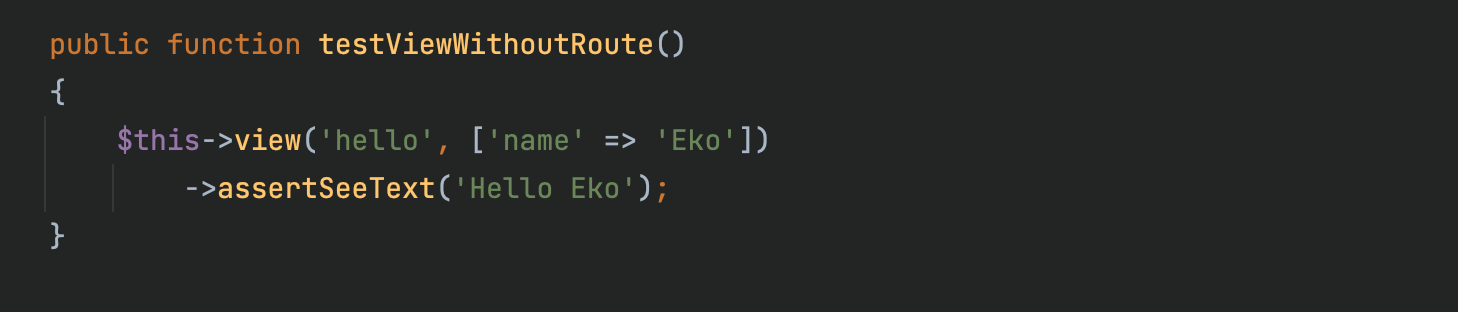 public function testViewWithoutRoute()
{
    $this->view('hello', ['name' => 'Eko'])
        ->assertSeeText('Hello Eko');
}